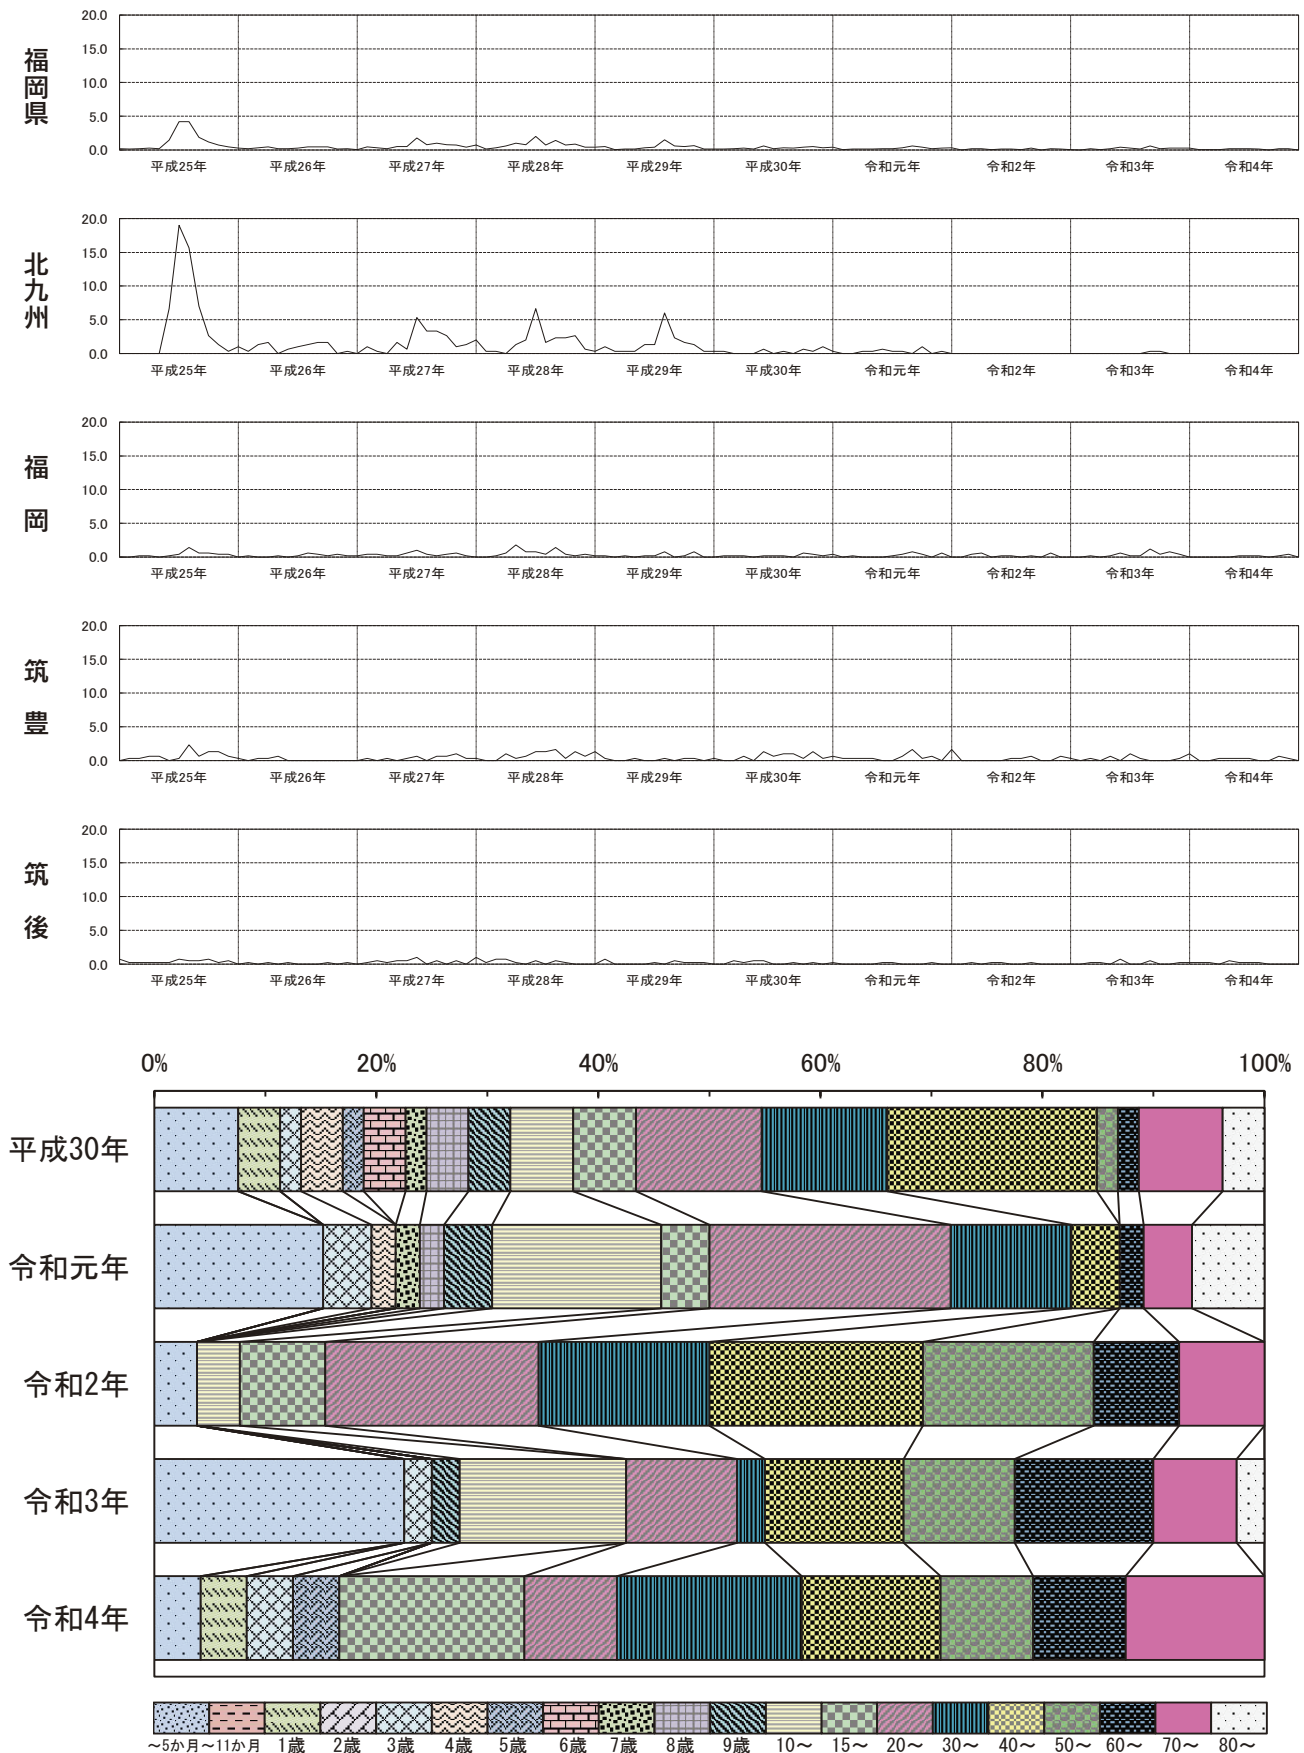 福岡県
20.0
15.0
10.0
5.0
0.0
平成25年 平成26年 平成27年 平成28年 平成29年 平成30年 令和元年 令和2年 令和3年 令和4年
北九州
20.0
15.0
10.0
5.0
0.0
平成25年 平成26年 平成27年 平成28年 平成29年 平成30年 令和元年 令和2年 令和3年 令和4年
福岡
20.0
15.0
10.0
5.0
0.0
平成25年 平成26年 平成27年 平成28年 平成29年 平成30年 令和元年 令和2年 令和3年 令和4年
筑豊
20.0
15.0
10.0
5.0
0.0
平成25年 平成26年 平成27年 平成28年 平成29年 平成30年 令和元年 令和2年 令和3年 令和4年
筑後
20.0
15.0
10.0
5.0
0.0
平成25年 平成26年 平成27年 平成28年 平成29年 平成30年 令和元年 令和2年 令和3年 令和4年
0% 20% 40% 60% 80% 100%
平成30年
令和元年
令和2年
令和3年
令和4年
～5か月 ～11か月 1歳 2歳 3歳 4歳 5歳 6歳 7歳 8歳 9歳 10～ 15～ 20～ 30～ 40～ 50～ 60～ 70～ 80～